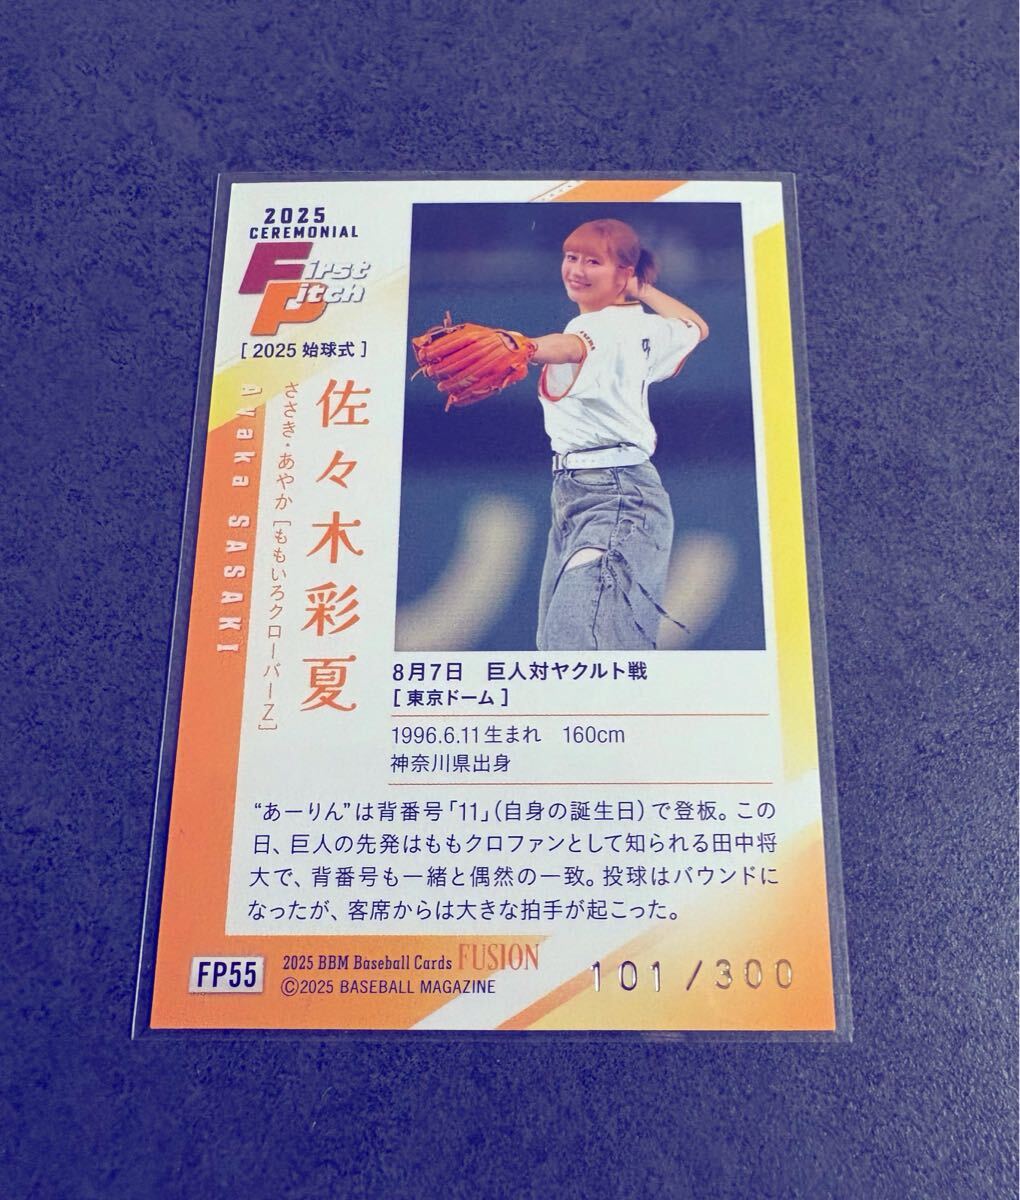 2025
CEREMONIAL
First
Pitch
[ 2025 始球式 ]
佐々木彩夏
ささき・あやか [ももいろクローバーZ]
Ayaka SASAKI
8月7日 巨人対ヤクルト戦
[ 東京ドーム ]
1996.6.11生まれ 160cm
神奈川県出身
“あーりん”は背番号「11」(自身の誕生日)で登板。この
日、巨人の先発はももクロファンとして知られる田中将
大で、背番号も一緒と偶然の一致。投球はバウンドに
なったが、客席からは大きな拍手が起こった。
FP55
2025 BBM Baseball Cards FUSION
©2025 BASEBALL MAGAZINE
101/300